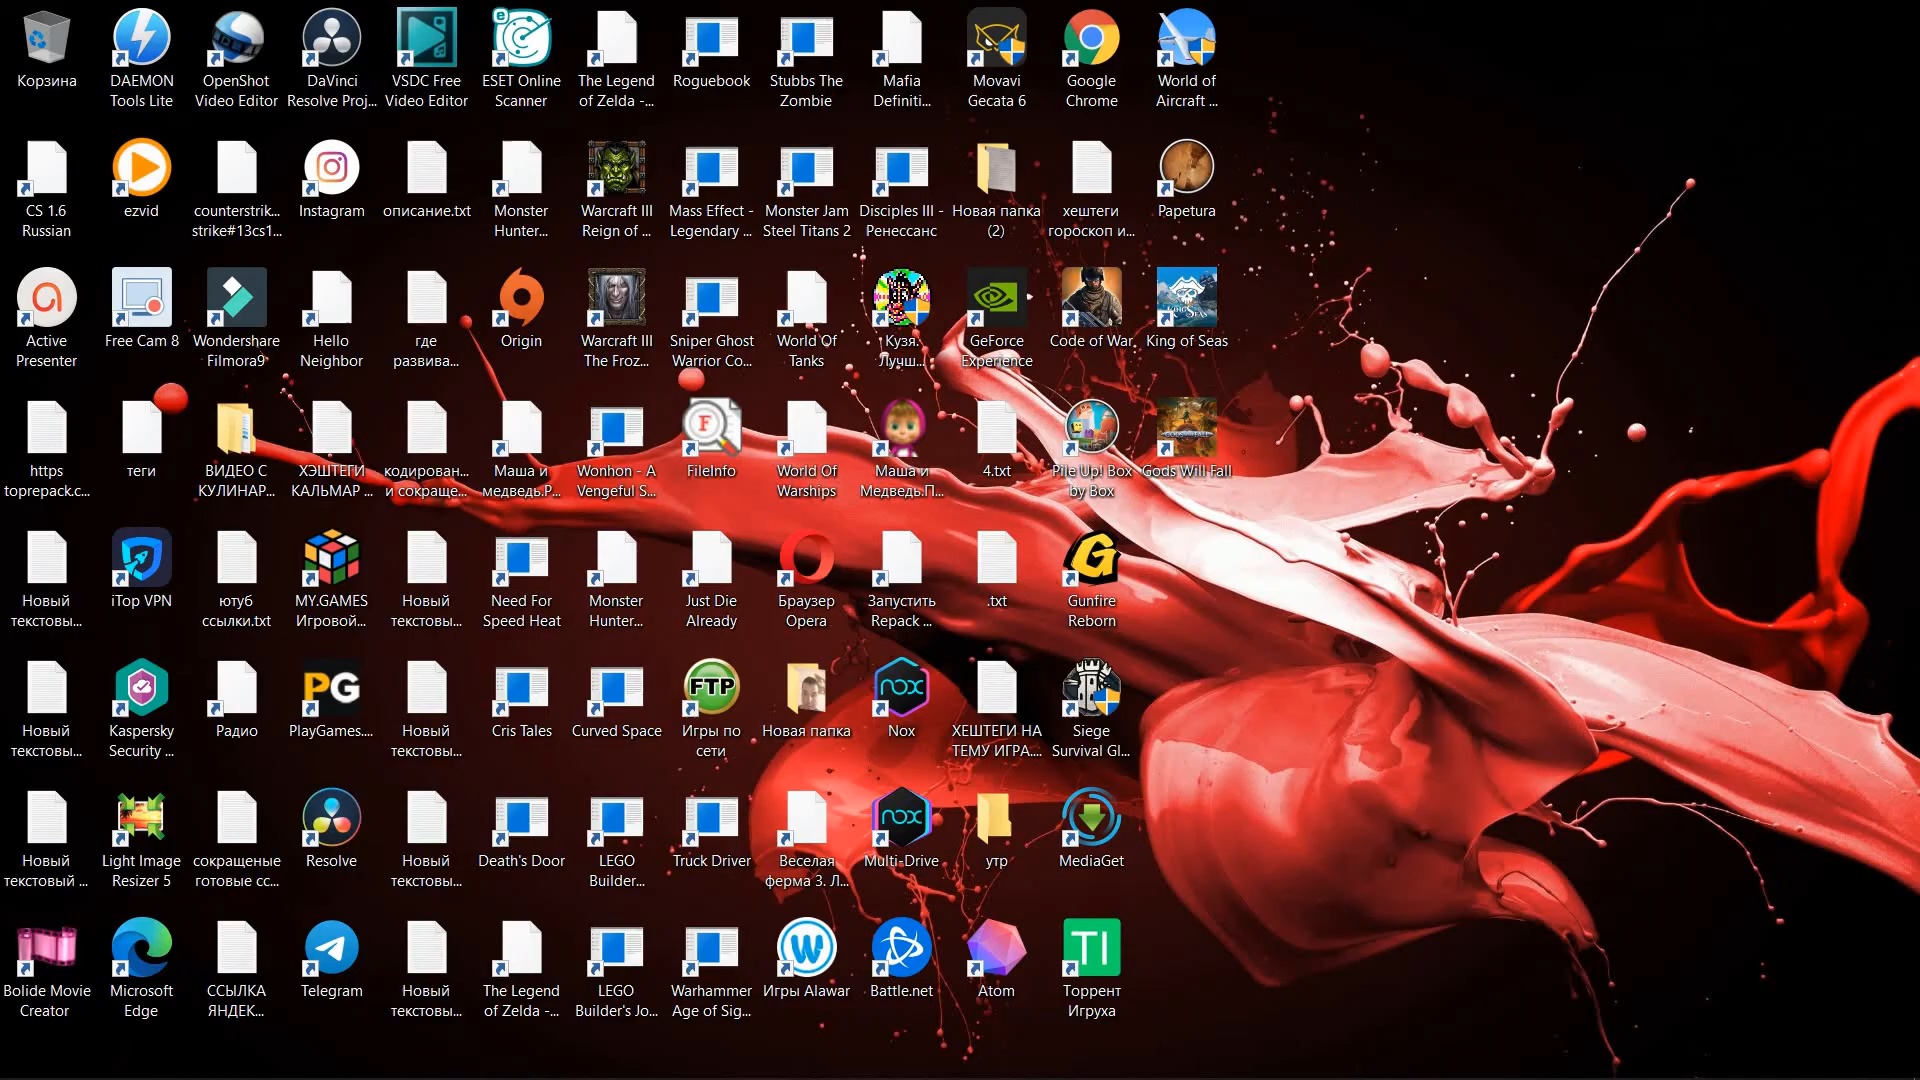 Корзина
DAEMON
Tools Lite
OpenShot
Video Editor
DaVinci
Resolve Proj...
VSDC Free
Video Editor
ESET Online
Scanner
The Legend
of Zelda -...
Roguebook
Stubbs The
Zombie
Mafia
Definiti...
Movavi
Gecata 6
Google
Chrome
World of
Aircraft ...
CS 1.6
Russian
ezvid
counterstrik...
strike#13cs1...
Instagram
описание.txt
Monster
Hunter...
Warcraft III
Reign of ...
Mass Effect -
Legendary ...
Monster Jam
Steel Titans 2
Disciples III -
Ренессанс
Новая папка
(2)
хештеги
гороскоп и...
Papetura
Active
Presenter
Free Cam 8
Wondershare
Filmora9
Hello
Neighbor
где
развива...
Origin
Warcraft III
The Froz...
Sniper Ghost
Warrior Co...
World Of
Tanks
Кузя.
Лучш...
GeForce
Experience
Code of War
King of Seas
https
toprepack.c...
теги
ВИДЕО С
КУЛИНАР...
ХЭШТЕГИ
КАЛЬМАР ...
кодирован...
и сокраще...
Маша и
медведь.Р...
Wonhon - A
Vengeful S...
F
FileInfo
World Of
Warships
Маша и
Медведь.П...
4.txt
Pile Up! Box
by Box
Gods Will Fall
Новый
текстовы...
iTop VPN
ютуб
ссылки.txt
MY.GAMES
Игровой...
Новый
текстовы...
Need For
Speed Heat
Monster
Hunter...
Just Die
Already
Браузер
Opera
Запустить
Repack ...
.txt
G
Gunfire
Reborn
Новый
текстовы...
Kaspersky
Security ...
Радио
PG
PlayGames....
Новый
текстовы...
Cris Tales
Curved Space
FTP
Игры по
сети
Новая папка
nox
Nox
ХЕШТЕГИ НА
ТЕМУ ИГРА....
Siege
Survival Gl...
Новый
текстовый ...
Light Image
Resizer 5
сокращеные
готовые сс...
Resolve
Новый
текстовы...
Death's Door
LEGO
Builder...
Truck Driver
Веселая
ферма 3. Л...
nox
Multi-Drive
утр
MediaGet
Bolide Movie
Creator
Microsoft
Edge
ССЫЛКА
ЯНДЕК...
Telegram
Новый
текстовы...
The Legend
of Zelda -...
LEGO
Builder's Jo...
Warhammer
Age of Sig...
W
Игры Alawar
Battle.net
Atom
TI
Торрент
Игруха